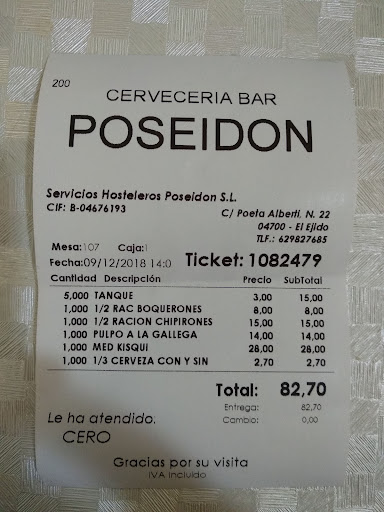 200
CERVECERIA BAR
POSEIDON
Servicios Hosteleros Poseidon S.L.
CIF: B-04676193
C/ Poeta Alberti, N. 22
04700 - El Ejido
TLF.: 629827685
Mesa:107 Caja:1
Fecha:09/12/2018 14:0 Ticket: 1082479
Cantidad Descripción Precio SubTotal
5,000 TANQUE 3,00 15,00
1,000 1/2 RAC BOQUERONES 8,00 8,00
1,000 1/2 RACION CHIPIRONES 15,00 15,00
1,000 PULPO A LA GALLEGA 14,00 14,00
1,000 MED KISQUI 28,00 28,00
1,000 1/3 CERVEZA CON Y SIN 2,70 2,70
Total: 82,70
Entrega: 82,70
Cambio: 0,00
Le ha atendido.
CERO
Gracias por su visita
IVA Incluido